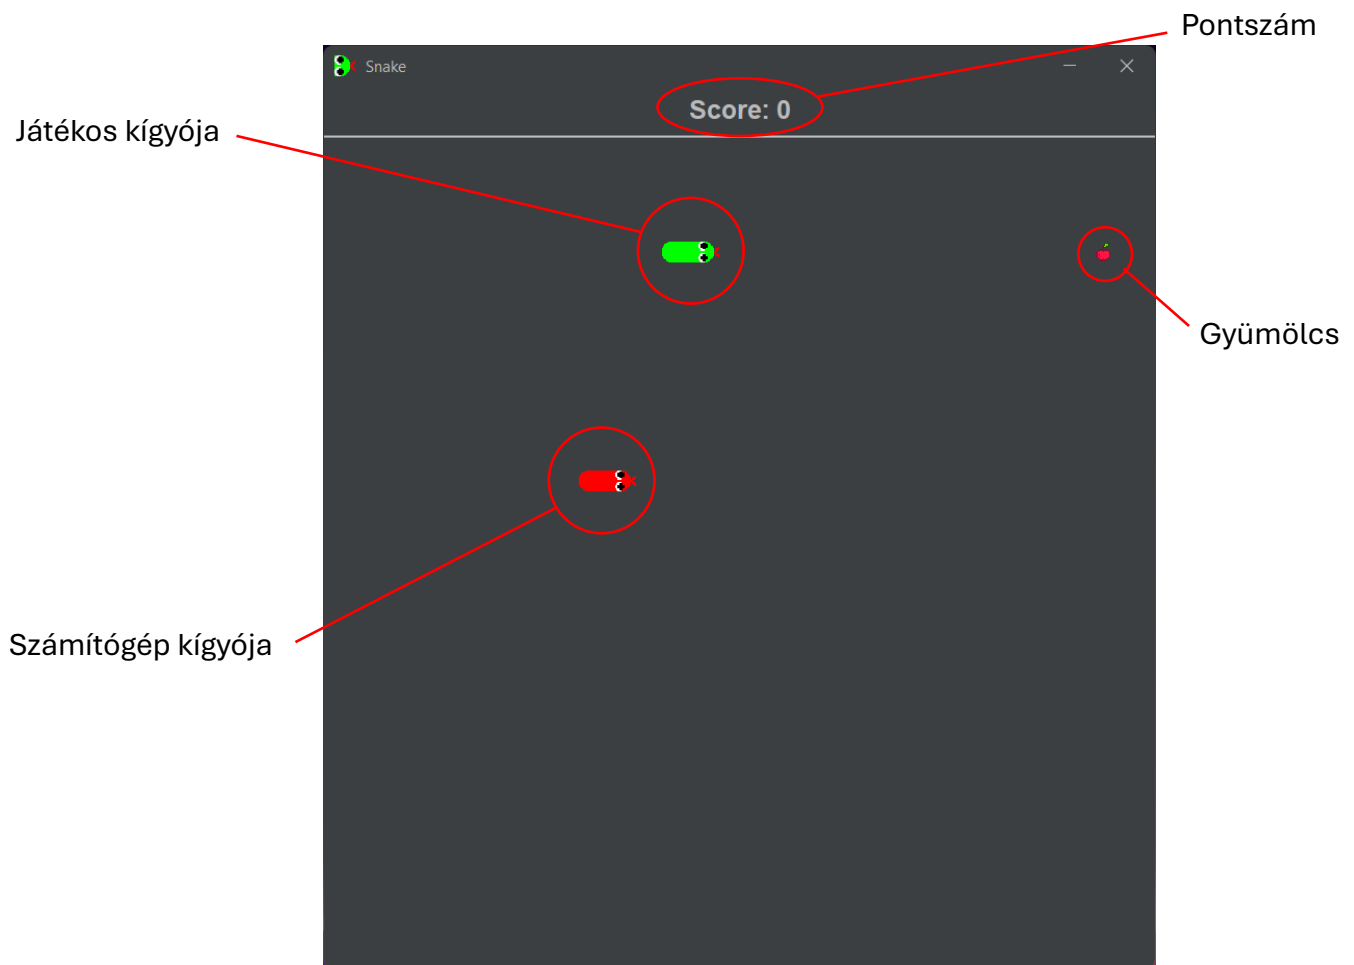 Pontszám
Snake
Score: 0
Játékos kígyója
Gyümölcs
Számítógép kígyója